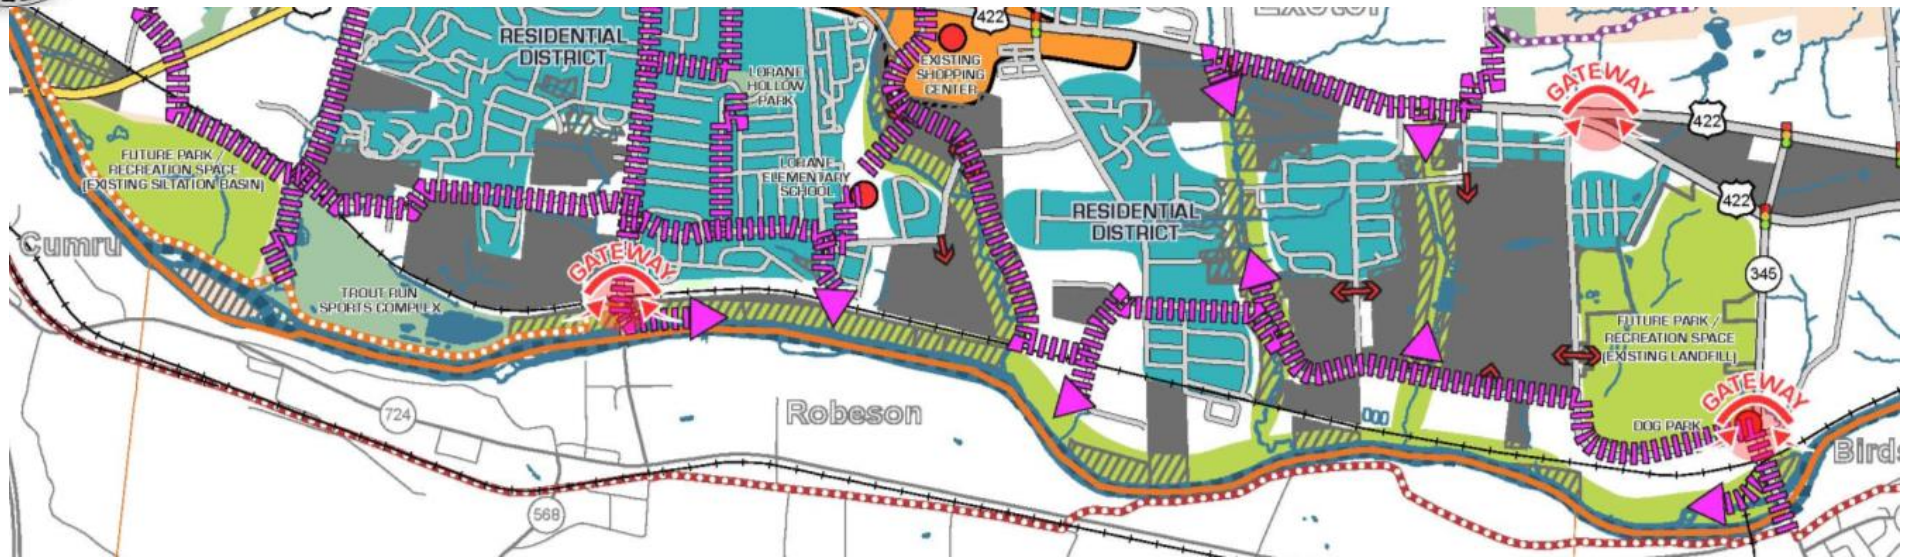 422
Exeter
RESIDENTIAL
DISTRICT
EXISTING
SHOPPING
CENTER
LORANE
HOLLOW
PARK
GATEWAY
422
FUTURE PARK /
RECREATION SPACE
(EXISTING SILTATION BASIN)
LORANE
ELEMENTARY
SCHOOL
422
RESIDENTIAL
DISTRICT
Cumru
GATEWAY
345
TROUT RUN
SPORTS COMPLEX
FUTURE PARK /
RECREATION SPACE
(EXISTING LANDFILL)
GATEWAY
724
Robeson
DOG PARK
Birds
568